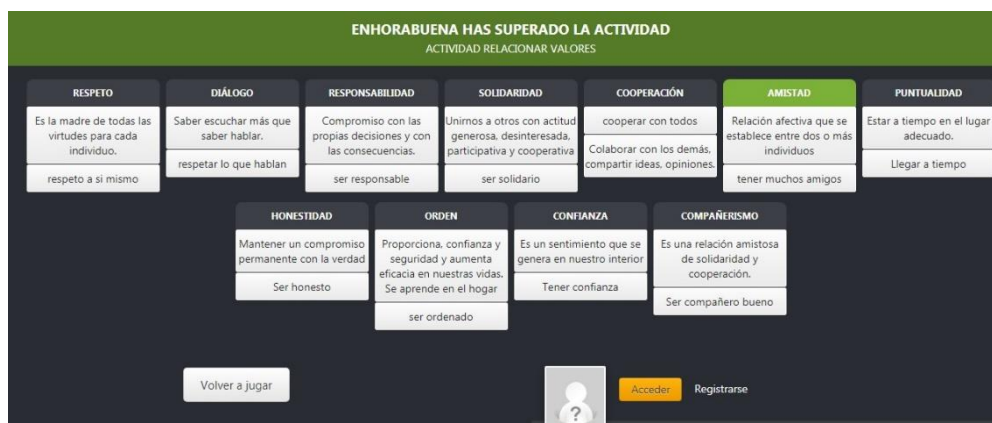 ENHORABUENA HAS SUPERADO LA ACTIVIDAD
ACTIVIDAD RELACIONAR VALORES
RESPETO
Es la madre de todas las
virtudes para cada
individuo.
respeto a si mismo
DIÁLOGO
Saber escuchar más que
saber hablar.
respetar lo que hablan
RESPONSABILIDAD
Compromiso con las
propias decisiones y con
las consecuencias.
ser responsable
SOLIDARIDAD
Unirnos a otros con actitud
generosa, desinteresada,
participativa y cooperativa
ser solidario
COOPERACIÓN
cooperar con todos
Colaborar con los demás,
compartir ideas, opiniones.
AMISTAD
Relación afectiva que se
establece entre dos o más
individuos
tener muchos amigos
PUNTUALIDAD
Estar a tiempo en el lugar
adecuado.
Llegar a tiempo
HONESTIDAD
Mantener un compromiso
permanente con la verdad
Ser honesto
ORDEN
Proporciona, confianza y
seguridad y aumenta
eficacia en nuestras vidas.
Se aprende en el hogar
ser ordenado
CONFIANZA
Es un sentimiento que se
genera en nuestro interior
Tener confianza
COMPAÑERISMO
Es una relación amistosa
de solidaridad y
cooperación.
Ser compañero bueno
Volver a jugar
?
Acceder
Registrarse